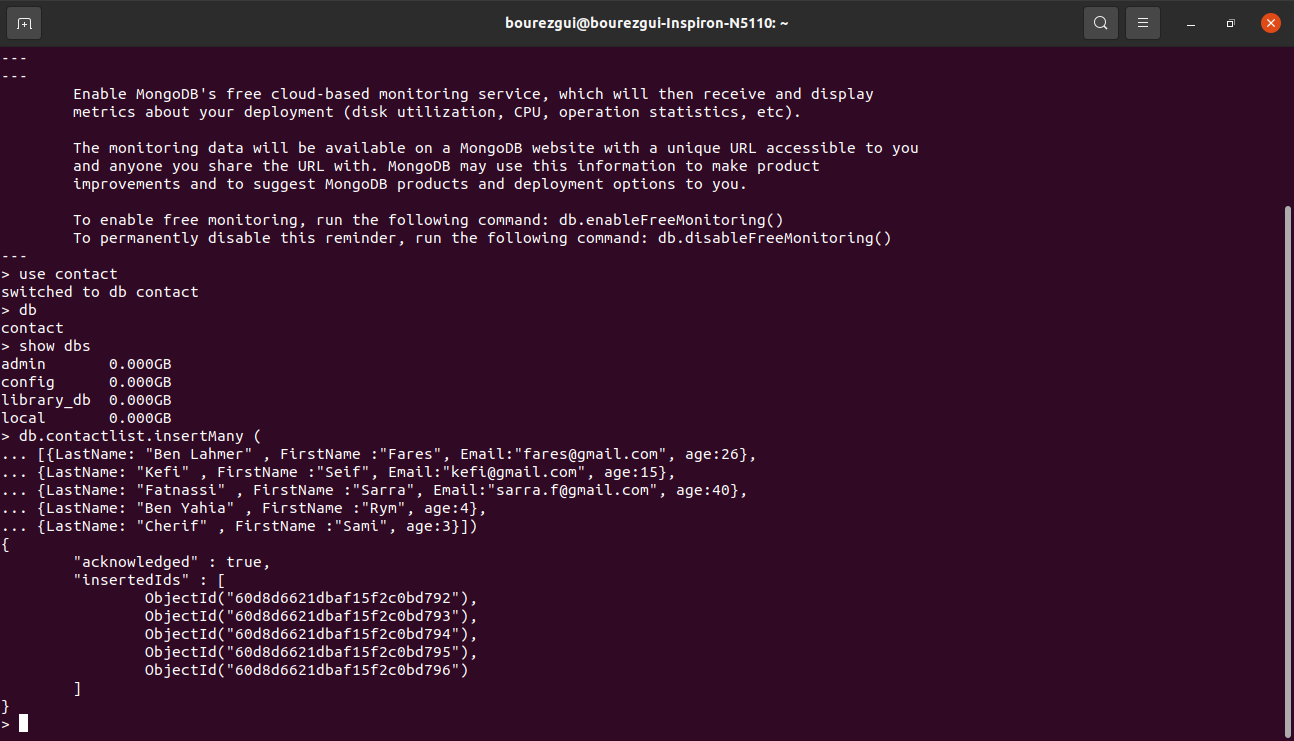 bourezgui@bourezgui-Inspiron-N5110: ~
---
---
        Enable MongoDB's free cloud-based monitoring service, which will then receive and display
        metrics about your deployment (disk utilization, CPU, operation statistics, etc).

        The monitoring data will be available on a MongoDB website with a unique URL accessible to you
        and anyone you share the URL with. MongoDB may use this information to make product
        improvements and to suggest MongoDB products and deployment options to you.

        To enable free monitoring, run the following command: db.enableFreeMonitoring()
        To permanently disable this reminder, run the following command: db.disableFreeMonitoring()
---
> use contact
switched to db contact
> db
contact
> show dbs
admin       0.000GB
config      0.000GB
library_db  0.000GB
local       0.000GB
> db.contactlist.insertMany (
... [{LastName: "Ben Lahmer" , FirstName :"Fares", Email:"fares@gmail.com", age:26},
... {LastName: "Kefi" , FirstName :"Seif", Email:"kefi@gmail.com", age:15},
... {LastName: "Fatnassi" , FirstName :"Sarra", Email:"sarra.f@gmail.com", age:40},
... {LastName: "Ben Yahia" , FirstName :"Rym", age:4},
... {LastName: "Cherif" , FirstName :"Sami", age:3}])
{
        "acknowledged" : true,
        "insertedIds" : [
                ObjectId("60d8d6621dbaf15f2c0bd792"),
                ObjectId("60d8d6621dbaf15f2c0bd793"),
                ObjectId("60d8d6621dbaf15f2c0bd794"),
                ObjectId("60d8d6621dbaf15f2c0bd795"),
                ObjectId("60d8d6621dbaf15f2c0bd796")
        ]
}
>